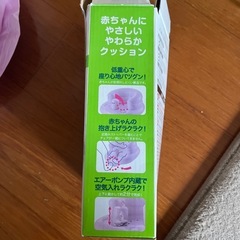 赤ちゃんに
やさしい
やわらか
クッション
低重心で
座り心地バツグン!
赤ちゃんの
抱き上げラクラク!
エアーポンプ内蔵で
空気入れラクラク!